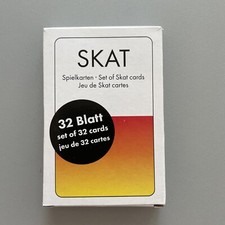 SKAT
Spielkarten · Set of Skat cards
Jeu de Skat cartes
32 Blatt
set of 32 cards
jeu de 32 cartes